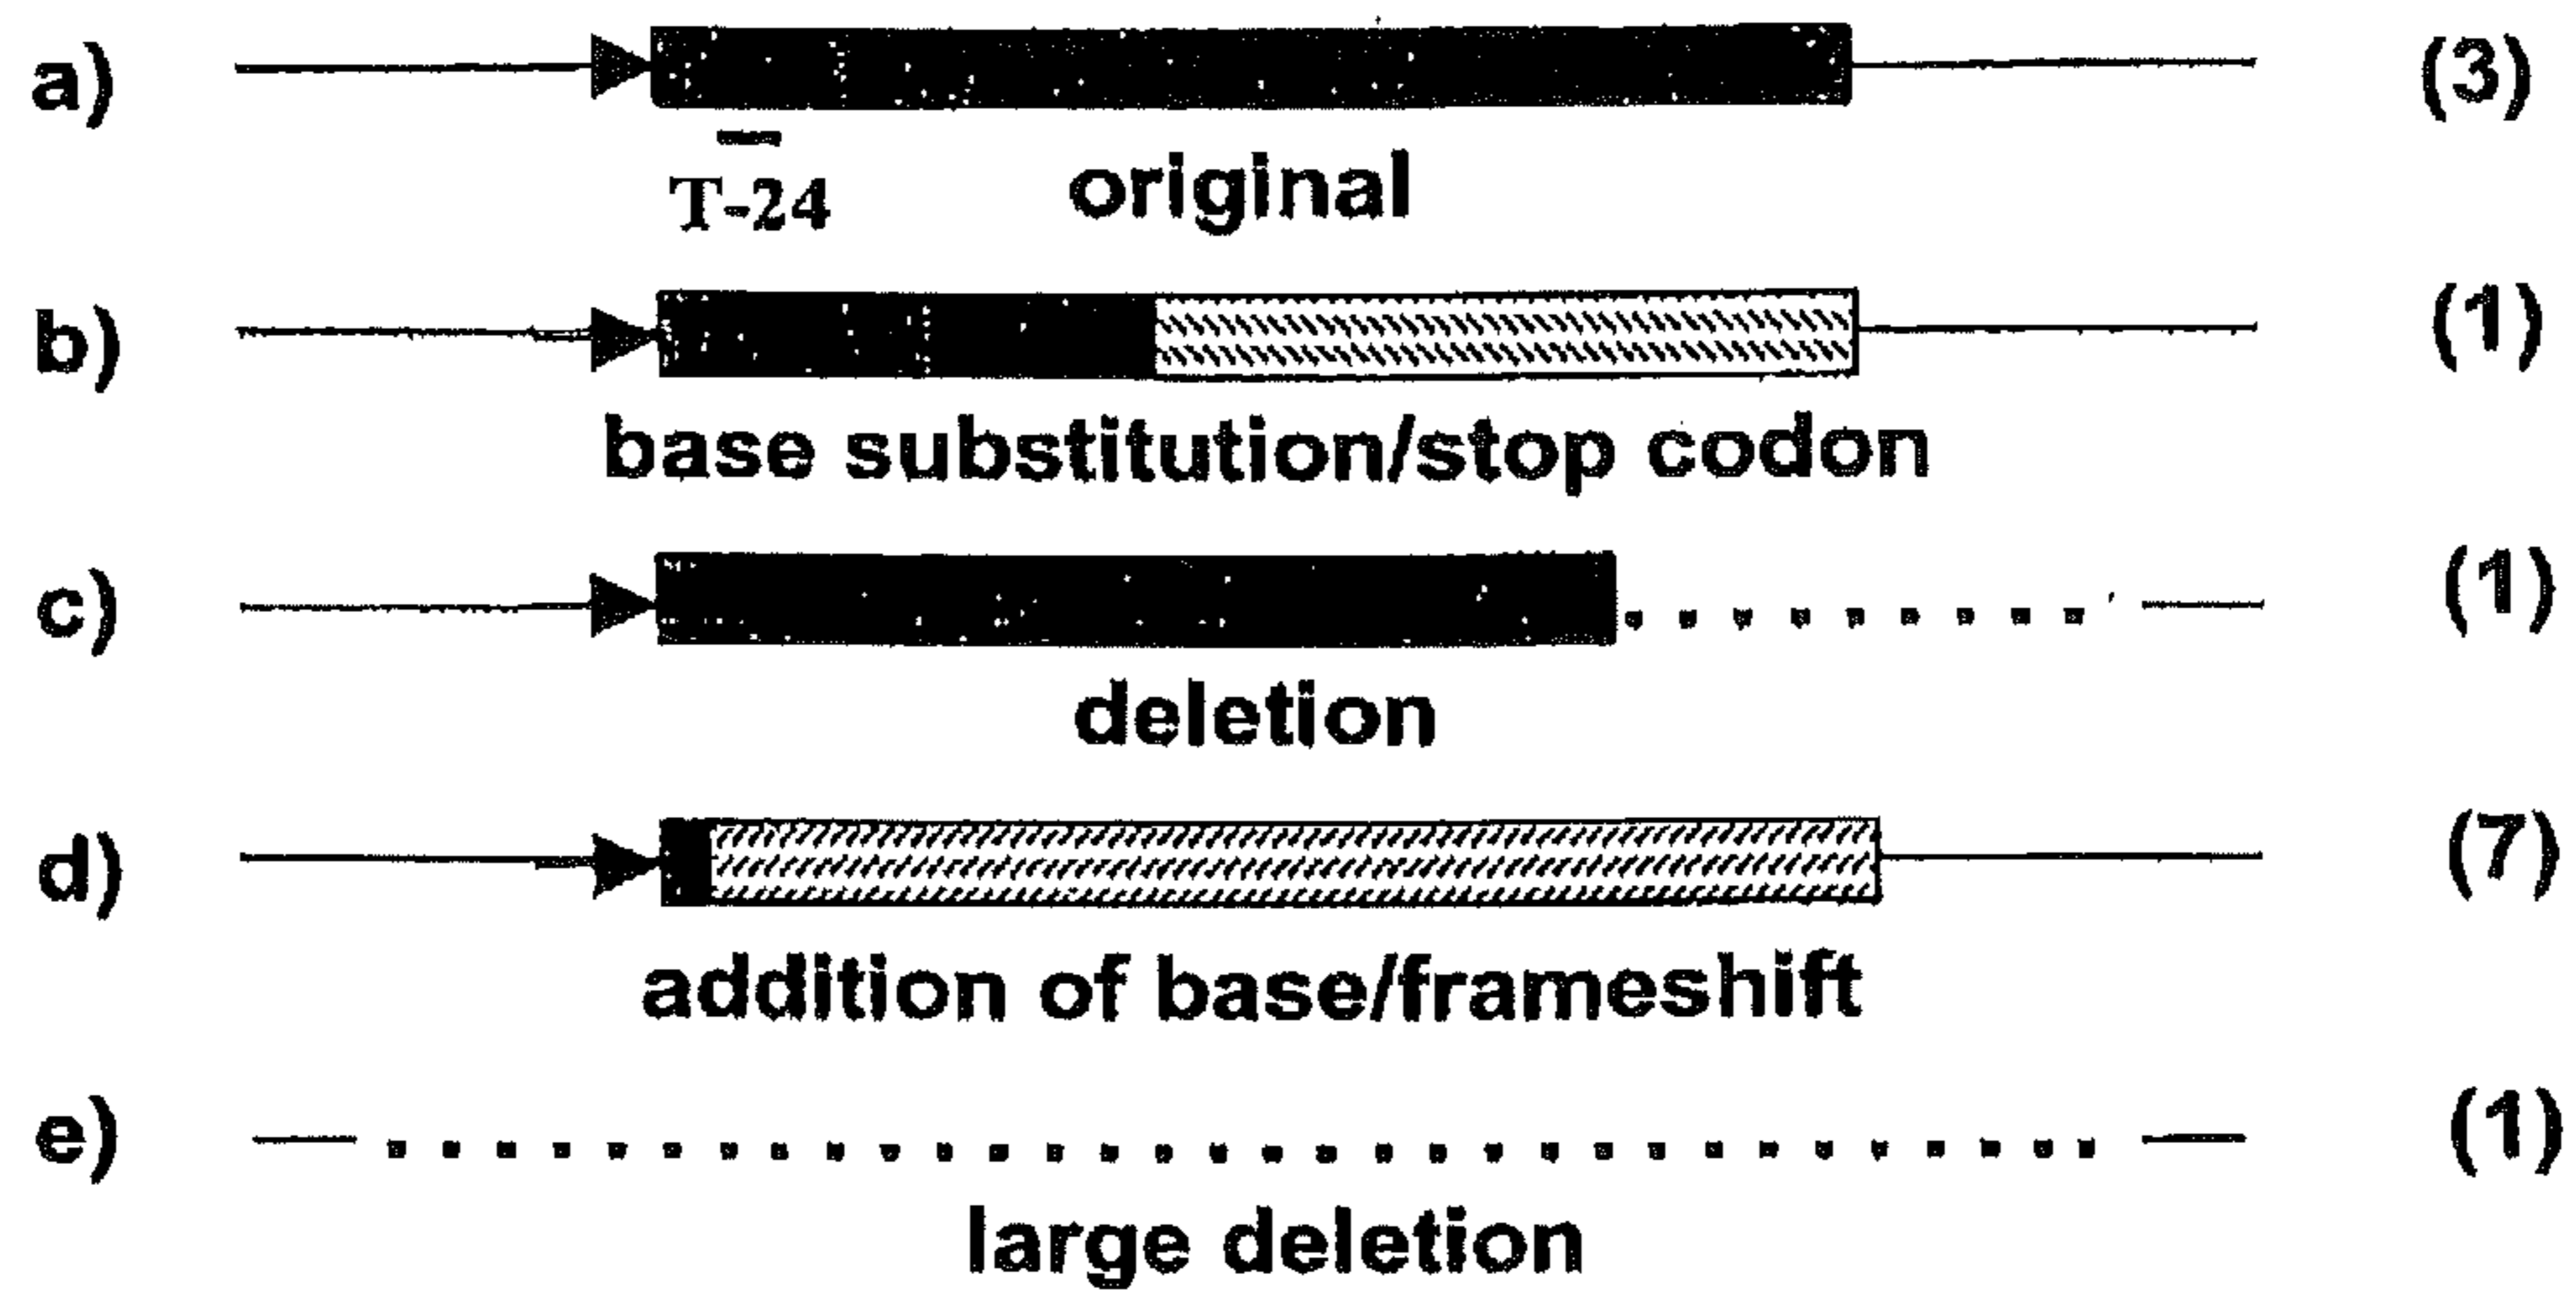 a) (3)
T-24 original
b) (1)
base substitution/stop codon
c) (1)
deletion
d) (7)
addition of base/frameshift
e) (1)
large deletion